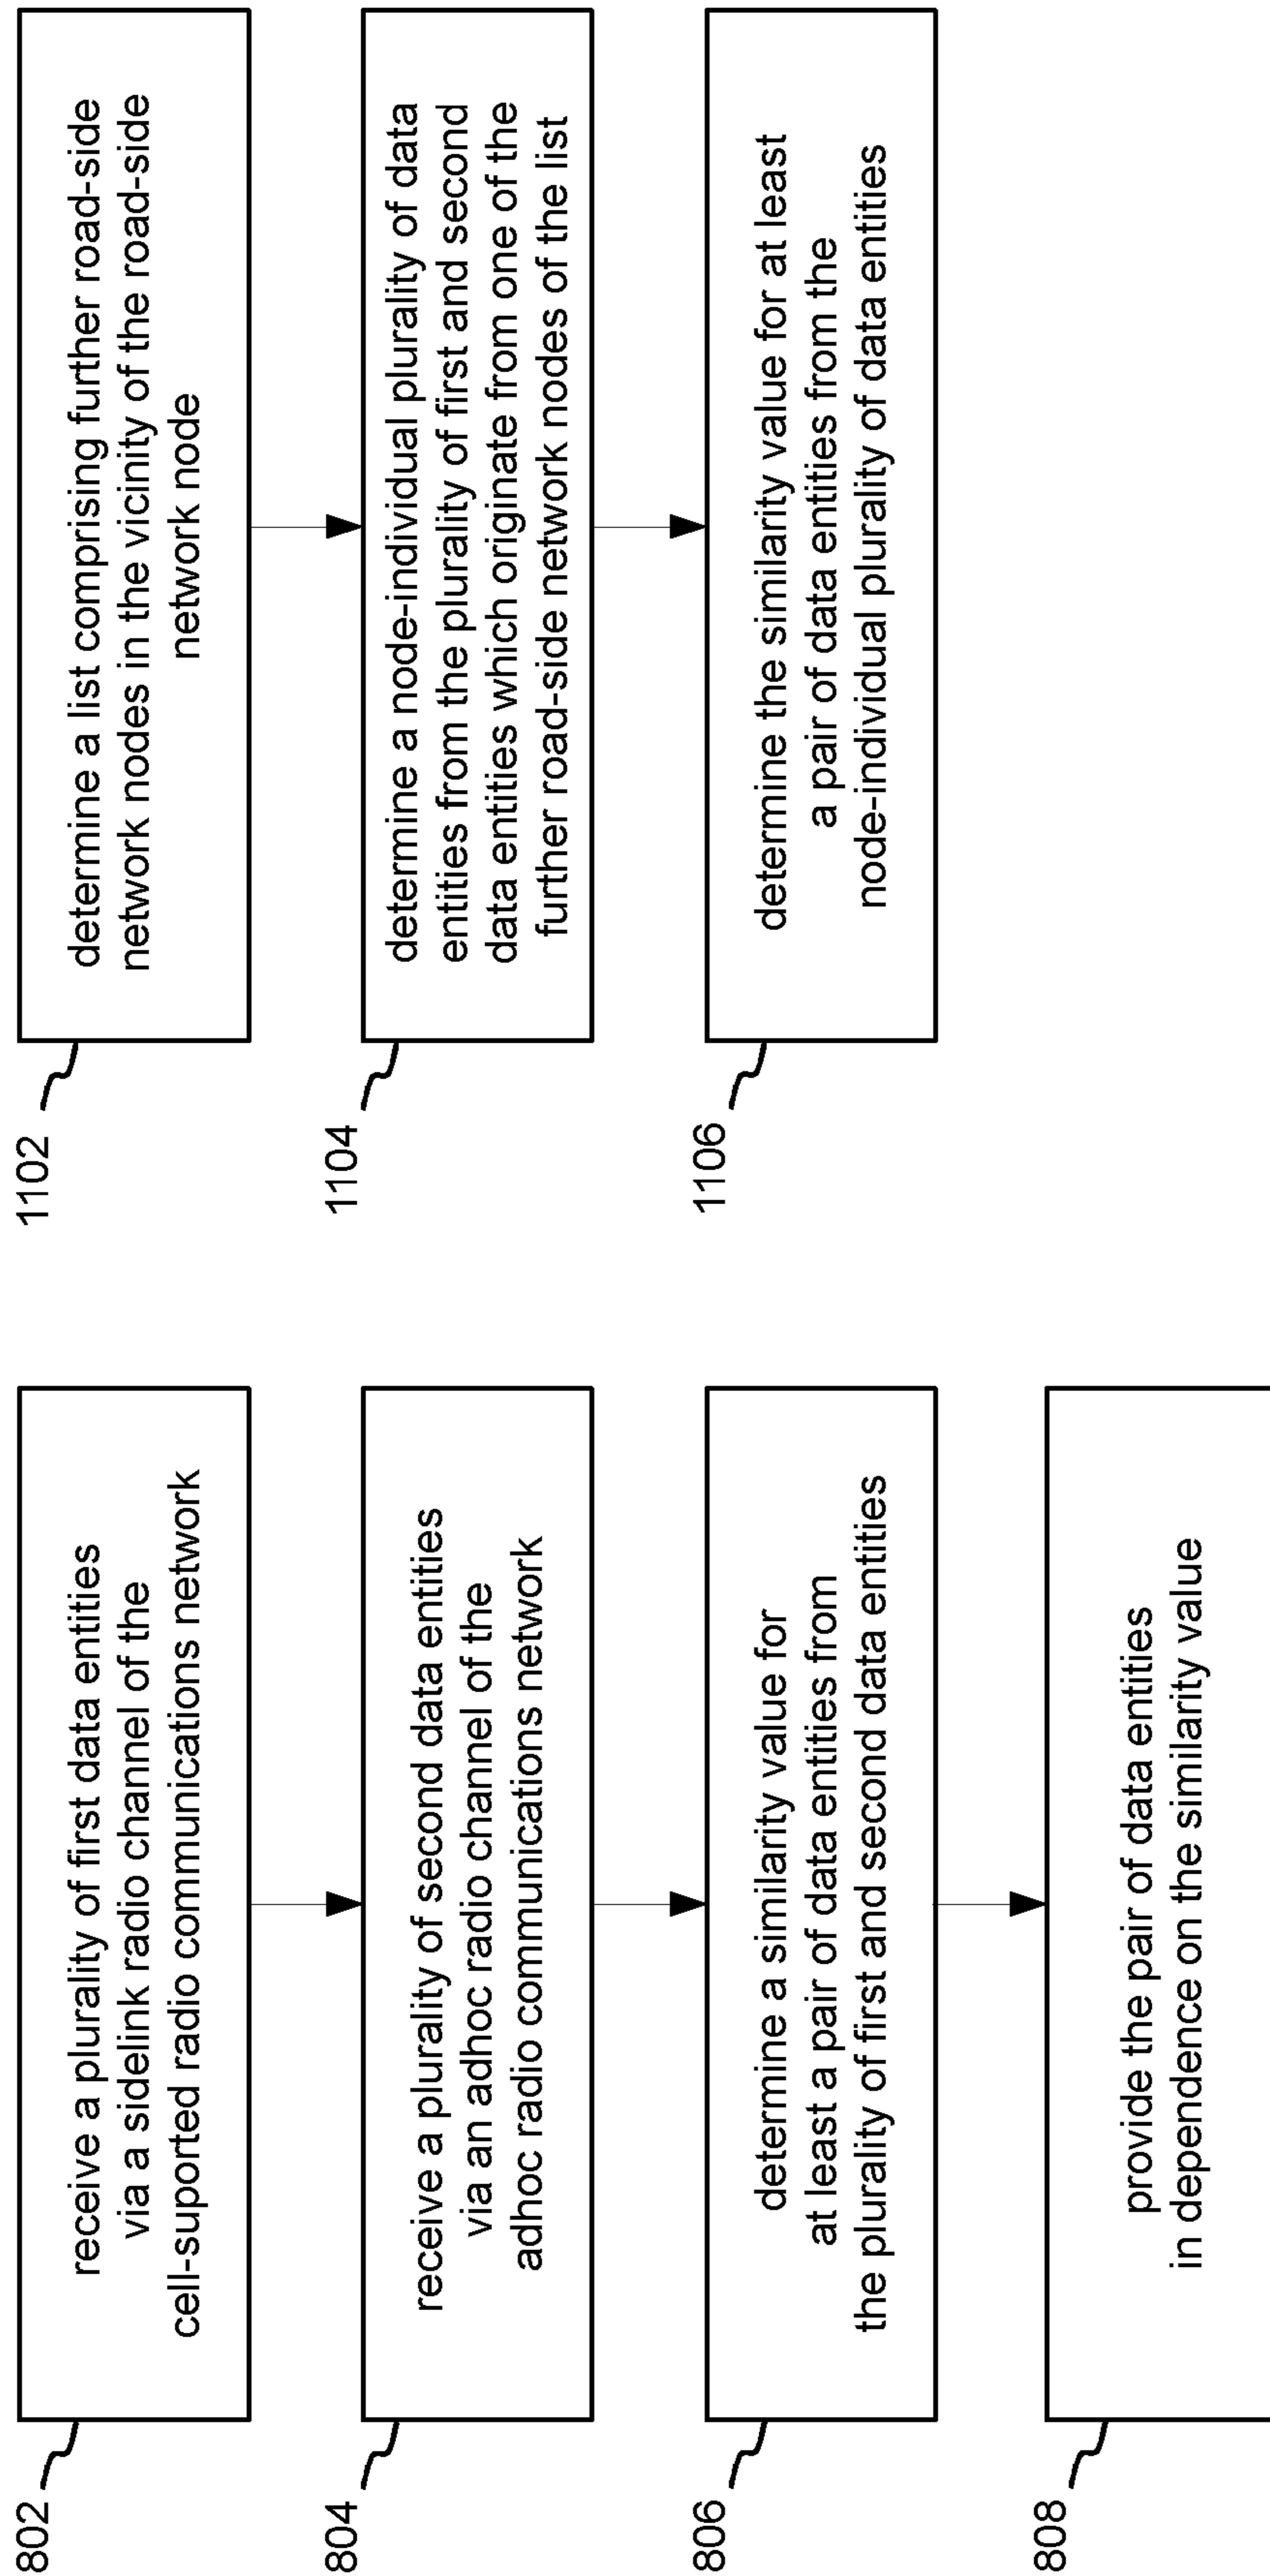 802
receive a plurality of first data entities
via a sidelink radio channel of the
cell-suported radio communications network
804
receive a plurality of second data entities
via an adhoc radio channel of the
adhoc radio communications network
806
determine a similarity value for
at least a pair of data entities from
the plurality of first and second data entities
808
provide the pair of data entities
in dependence on the similarity value
1102
determine a list comprising further road-side
network nodes in the vicinity of the road-side
network node
1104
determine a node-individual plurality of data
entities from the plurality of first and second
data entities which originate from one of the
further road-side network nodes of the list
1106
determine the similarity value for at least
a pair of data entities from the
node-individual plurality of data entities